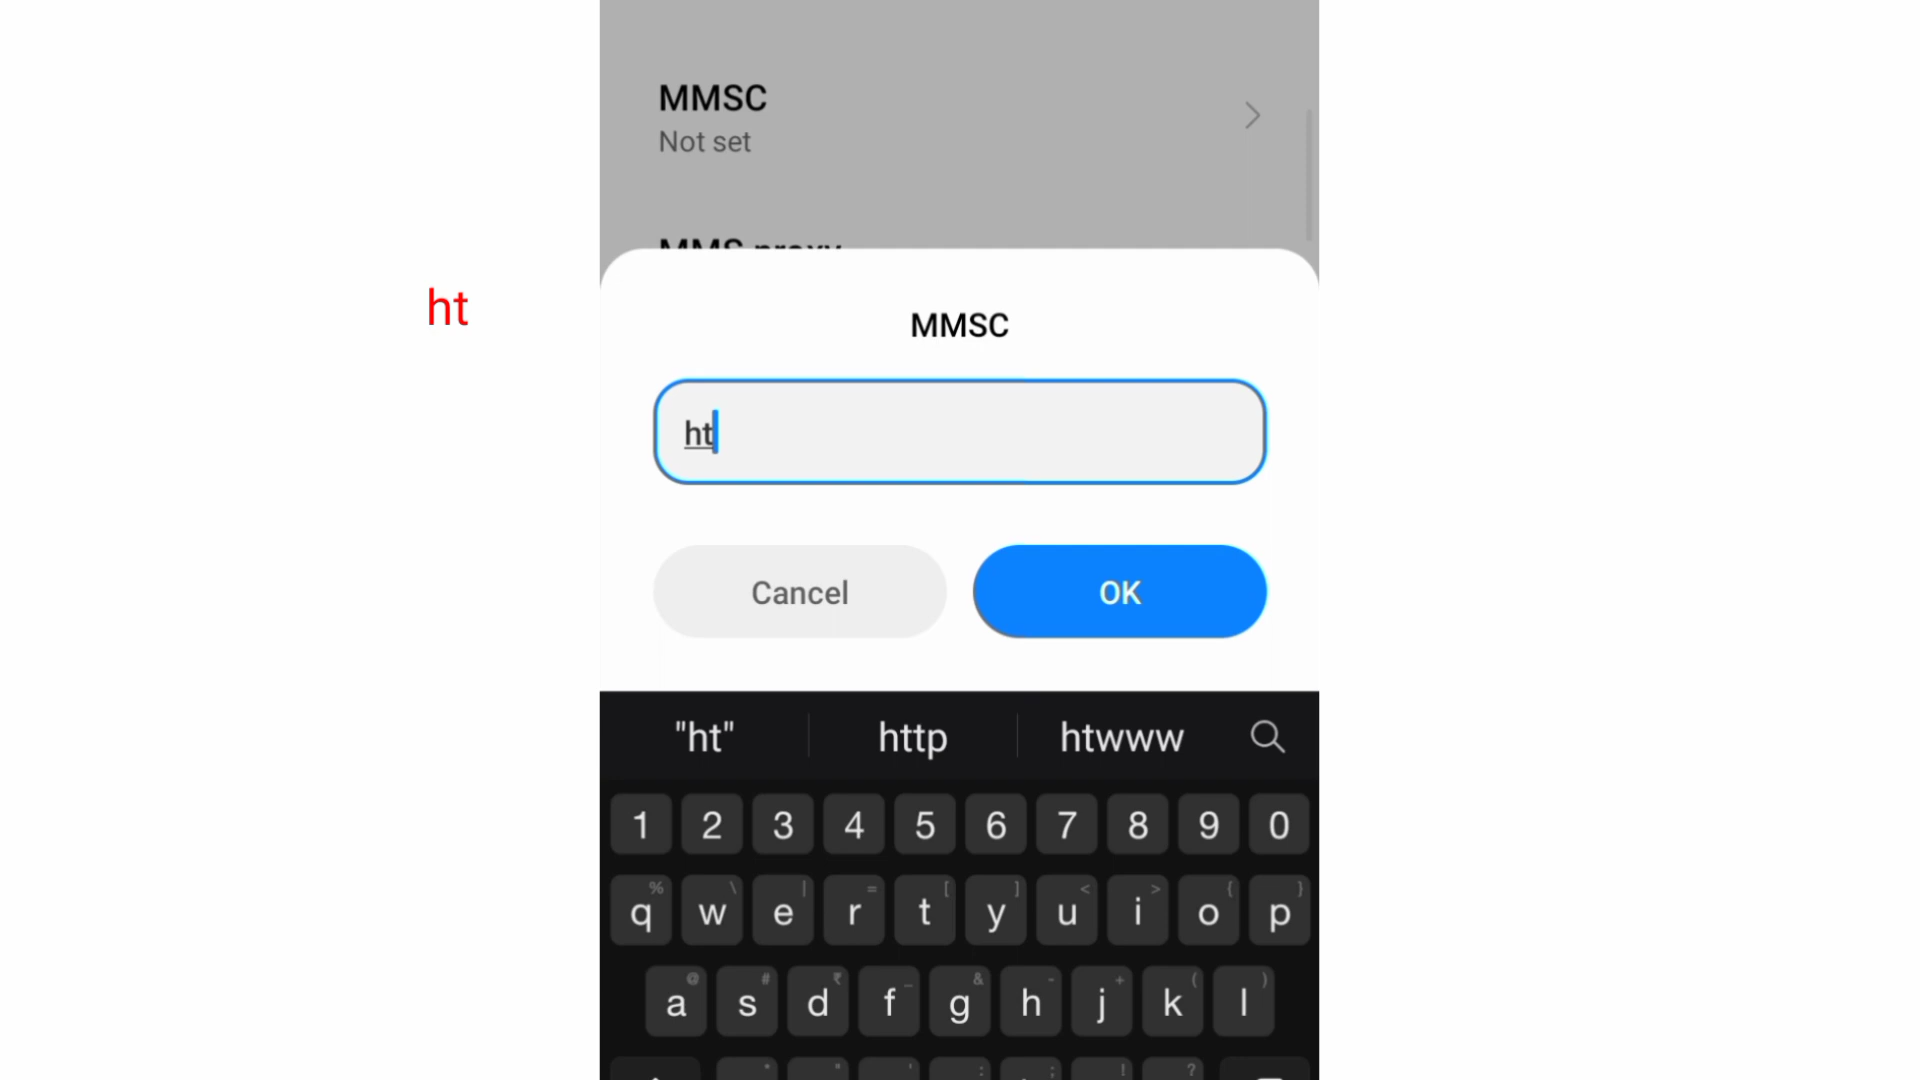 MMSC
Not set
MMS proxy
ht
MMSC
ht
Cancel
OK
"ht" http htwww
1 2 3 4 5 6 7 8 9 0
% \ | = [ ] < > { }
q w e r t y u i o p
@ # ₹ _ & - + ( )
a s d f g h j k l
* " ' : ; ! ?